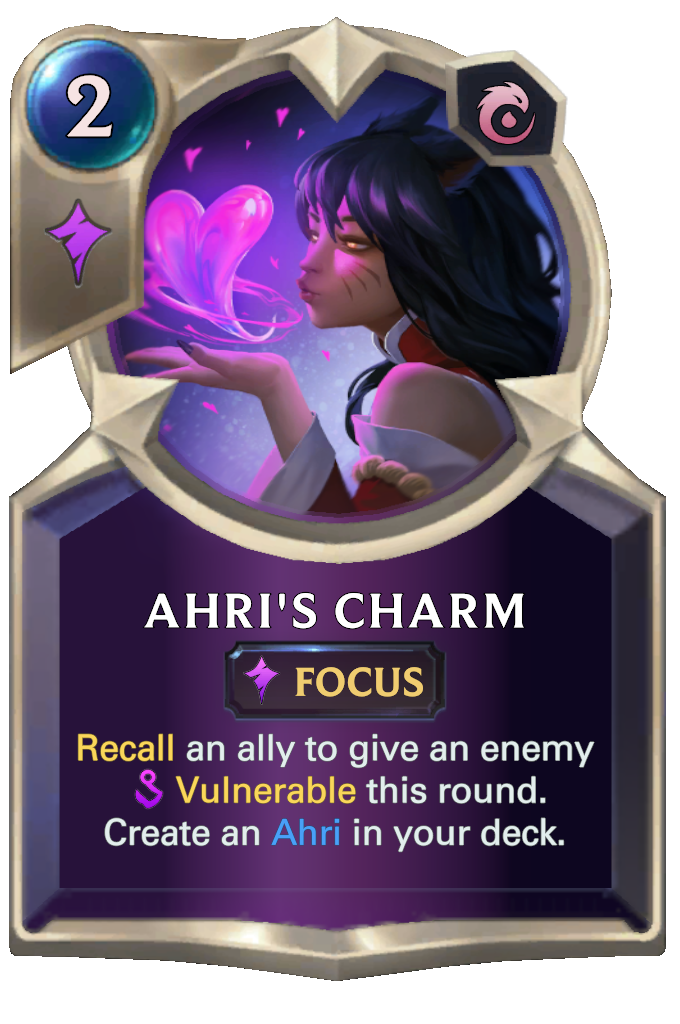 2
AHRI'S CHARM
FOCUS
Recall an ally to give an enemy
Vulnerable this round.
Create an Ahri in your deck.